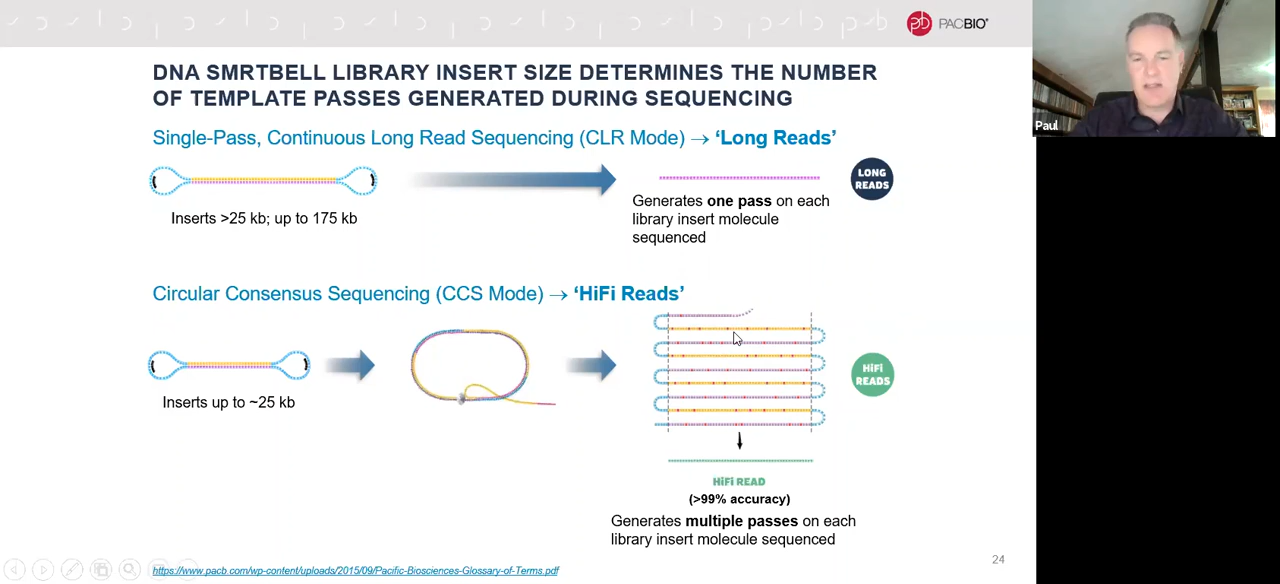 PACBIO®
Paul
DNA SMRTBELL LIBRARY INSERT SIZE DETERMINES THE NUMBER
OF TEMPLATE PASSES GENERATED DURING SEQUENCING
Single-Pass, Continuous Long Read Sequencing (CLR Mode) → ‘Long Reads’
Inserts >25 kb; up to 175 kb
Generates one pass on each
library insert molecule
sequenced
LONG
READS
Circular Consensus Sequencing (CCS Mode) → ‘HiFi Reads’
Inserts up to ~25 kb
HiFi
READS
HiFi READ
(>99% accuracy)
Generates multiple passes on each
library insert molecule sequenced
https://www.pacb.com/wp-content/uploads/2015/09/Pacific-Biosciences-Glossary-of-Terms.pdf
24